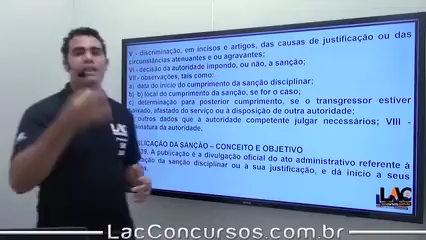 V - discriminação, em incisos e artigos, das causas de justificação ou das
circunstâncias atenuantes e ou agravantes;
VI - decisão da autoridade impondo, ou não, a sanção;
VII - observações, tais como:
a) data do início do cumprimento da sanção disciplinar;
b) local do cumprimento da sanção, se for o caso;
c) determinação para posterior cumprimento, se o transgressor estiver
baixado, afastado do serviço ou à disposição de outra autoridade;
outros dados que a autoridade competente julgar necessários; VIII -
da autoridade.
DA SANÇÃO – CONCEITO E OBJETIVO
39. A publicação é a divulgação oficial do ato administrativo referente à
da sanção disciplinar ou à sua justificação, e dá início a seus
LAC
LAC
CONCURSOS
LAC
LacConcursos.com.br